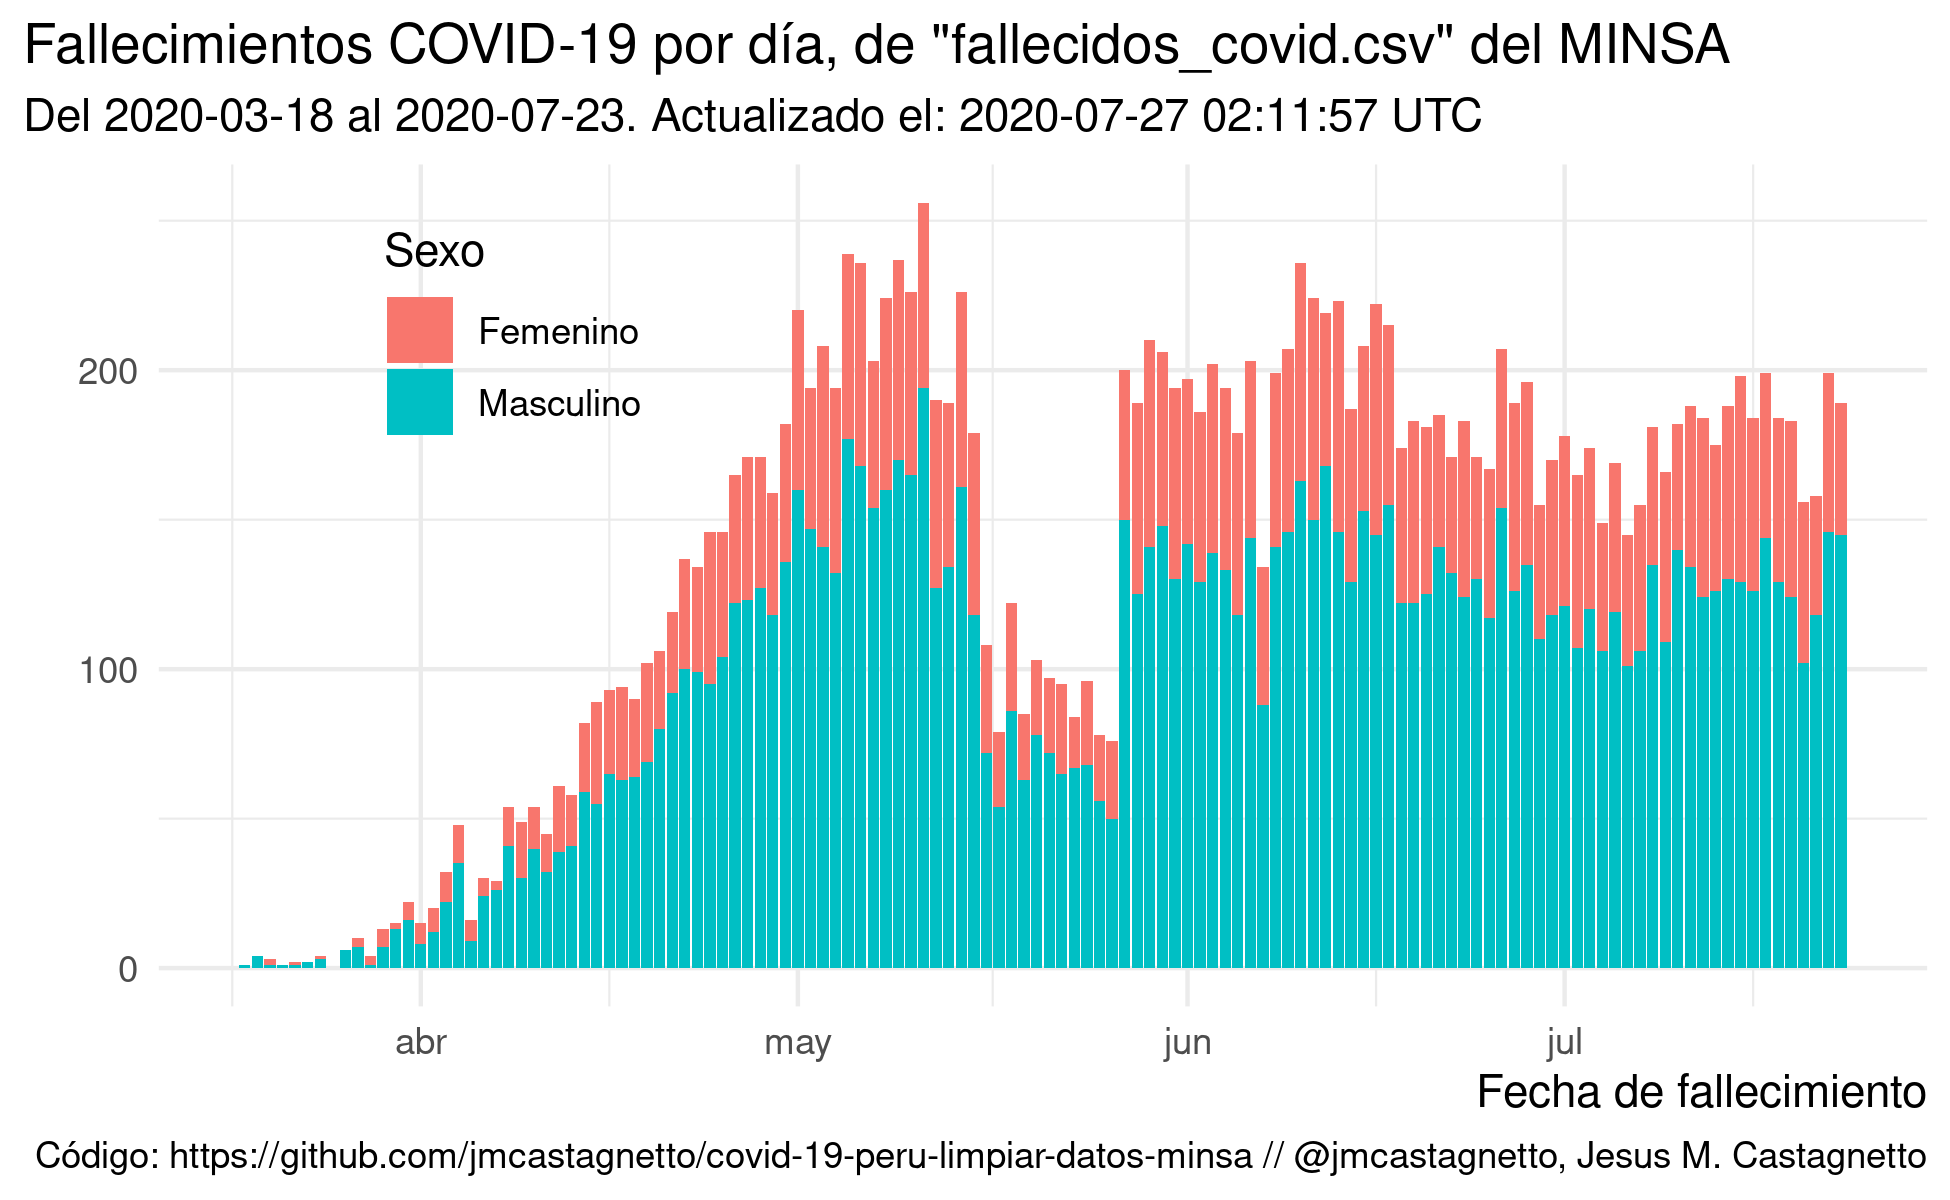 Fallecimientos COVID-19 por día, de "fallecidos_covid.csv" del MINSA
Del 2020-03-18 al 2020-07-23. Actualizado el: 2020-07-27 02:11:57 UTC
Sexo
Femenino
Masculino
200
100
0
abr may jun jul
Fecha de fallecimiento
Código: https://github.com/jmcastagnetto/covid-19-peru-limpiar-datos-minsa // @jmcastagnetto, Jesus M. Castagnetto